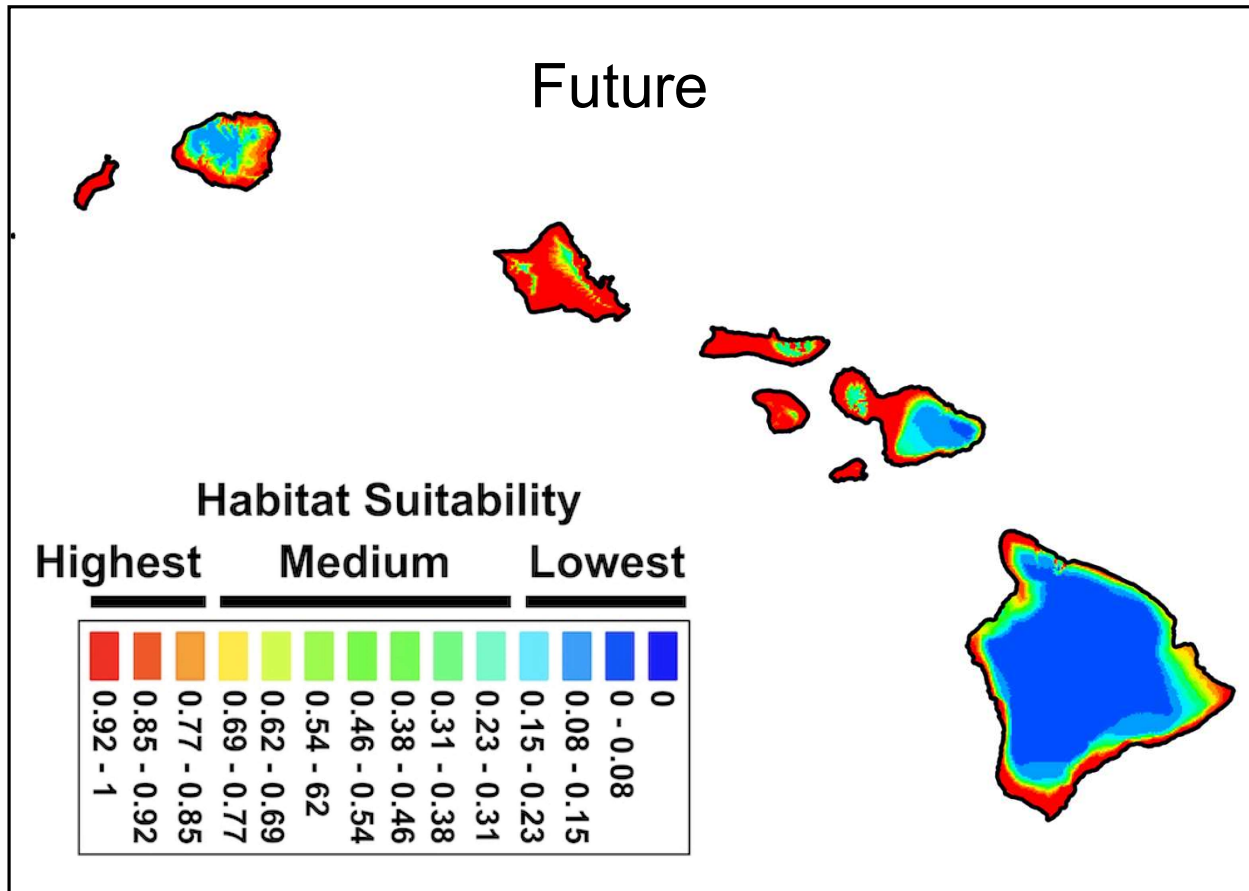 Future
Habitat Suitability
Highest Medium Lowest
0.92 - 1
0.85 - 0.92
0.77 - 0.85
0.69 - 0.77
0.62 - 0.69
0.54 - 62
0.46 - 0.54
0.38 - 0.46
0.31 - 0.38
0.23 - 0.31
0.15 - 0.23
0.08 - 0.15
0 - 0.08
0